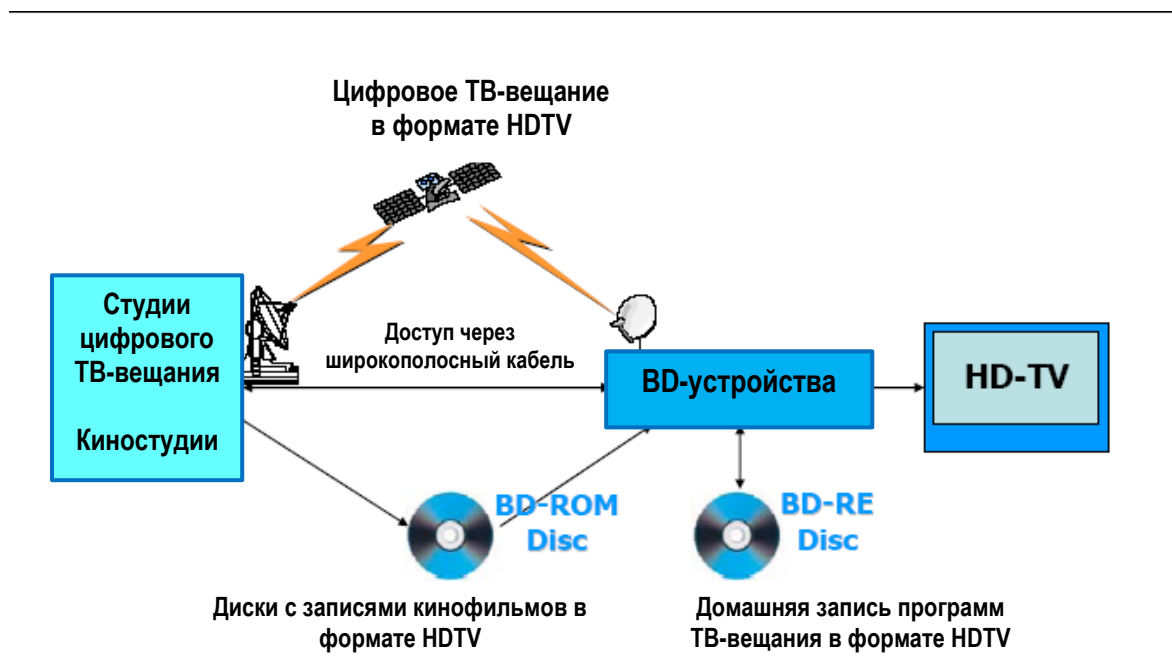 Цифровое ТВ-вещание
в формате HDTV
Студии
цифрового
ТВ-вещания
Киностудии
Доступ через
широкополосный кабель
BD-устройства
HD-TV
BD-ROM
Disc
BD-RE
Disc
Диски с записями кинофильмов в
формате HDTV
Домашняя запись программ
ТВ-вещания в формате HDTV